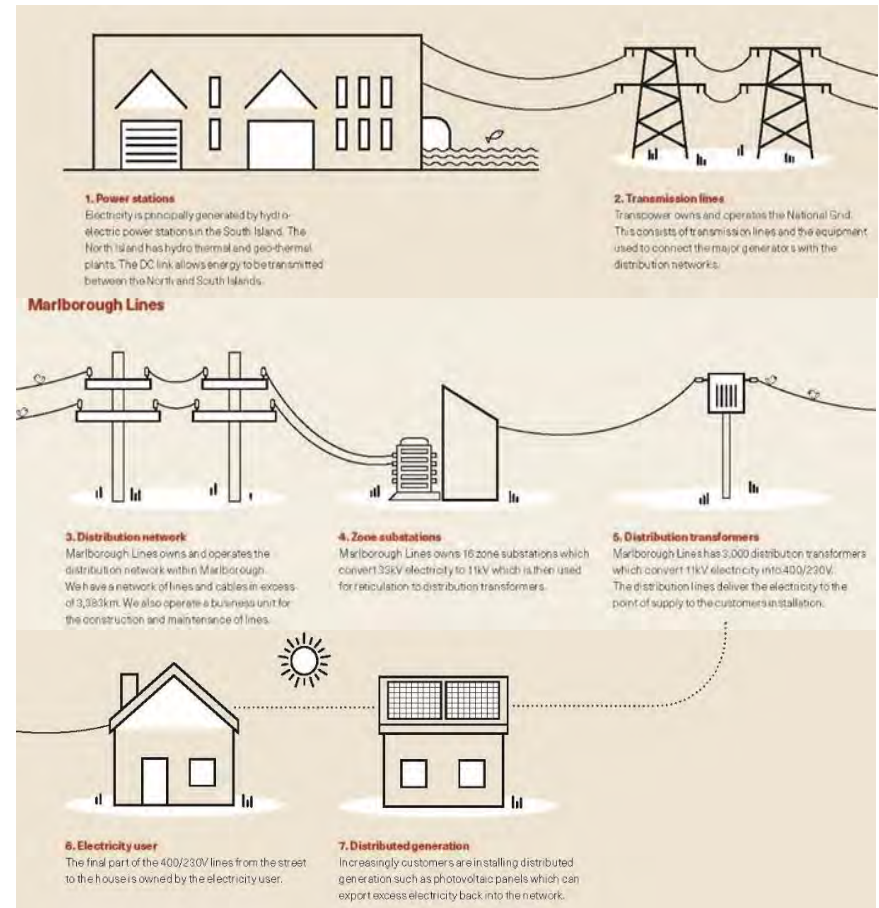 1. Power stations
Electricity is principally generated by hydro-
electric power stations in the South Island. The
North Island has hydro thermal and geo-thermal
plants. The DC link allows energy to be transmitted
between the North and South Islands.
2. Transmission lines
Transpower owns and operates the National Grid.
This consists of transmission lines and the equipment
used to connect the major generators with the
distribution networks.
Marlborough Lines
3. Distribution network
Marlborough Lines owns and operates the
distribution network within Marlborough.
We have a network of lines and cables in excess
of 3,383km. We also operate a business unit for
the construction and maintenance of lines.
4. Zone substations
Marlborough Lines owns 16 zone substations which
convert 33kV electricity to 11kV which is then used
for reticulation to distribution transformers.
5. Distribution transformers
Marlborough Lines has 3,000 distribution transformers
which convert 11kV electricity into 400/230V.
The distribution lines deliver the electricity to the
point of supply to the customers installation.
6. Electricity user
The final part of the 400/230V lines from the street
to the house is owned by the electricity user.
7. Distributed generation
Increasingly customers are installing distributed
generation such as photovoltaic panels which can
export excess electricity back into the network.